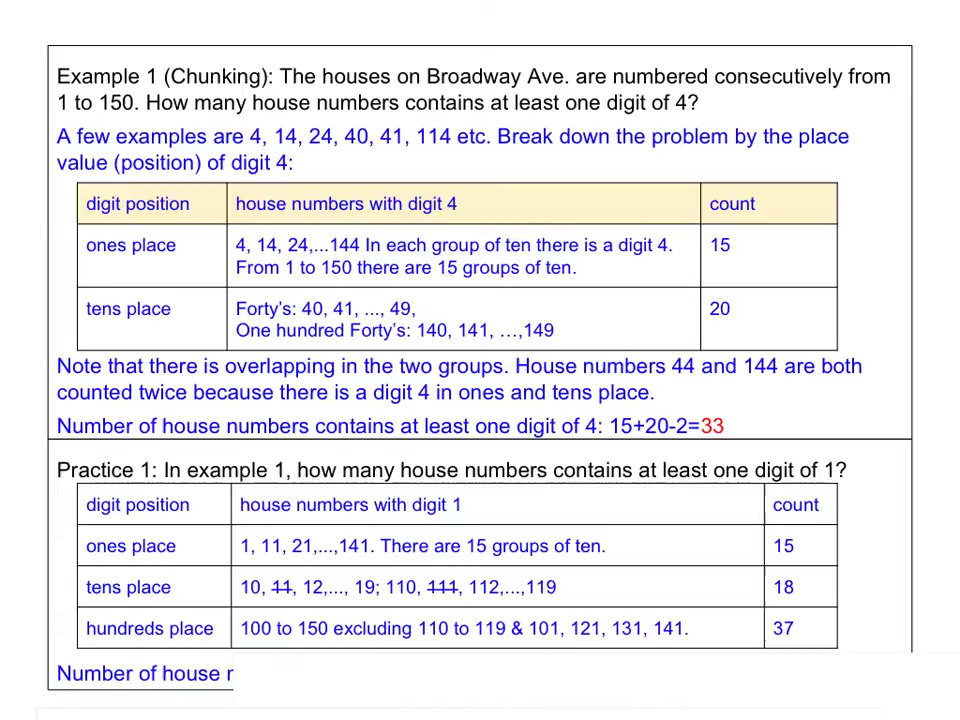 Example 1 (Chunking): The houses on Broadway Ave. are numbered consecutively from
1 to 150. How many house numbers contains at least one digit of 4?
A few examples are 4, 14, 24, 40, 41, 114 etc. Break down the problem by the place
value (position) of digit 4:
digit position house numbers with digit 4 count
ones place 4, 14, 24,...144 In each group of ten there is a digit 4. 15
From 1 to 150 there are 15 groups of ten.
tens place Forty's: 40, 41, ..., 49, 20
One hundred Forty's: 140, 141, …,149
Note that there is overlapping in the two groups. House numbers 44 and 144 are both
counted twice because there is a digit 4 in ones and tens place.
Number of house numbers contains at least one digit of 4: 15+20-2=33
Practice 1: In example 1, how many house numbers contains at least one digit of 1?
digit position house numbers with digit 1 count
ones place 1, 11, 21,...,141. There are 15 groups of ten. 15
tens place 10, 11, 12,..., 19; 110, 111, 112,...,119 18
hundreds place 100 to 150 excluding 110 to 119 & 101, 121, 131, 141. 37
Number of house